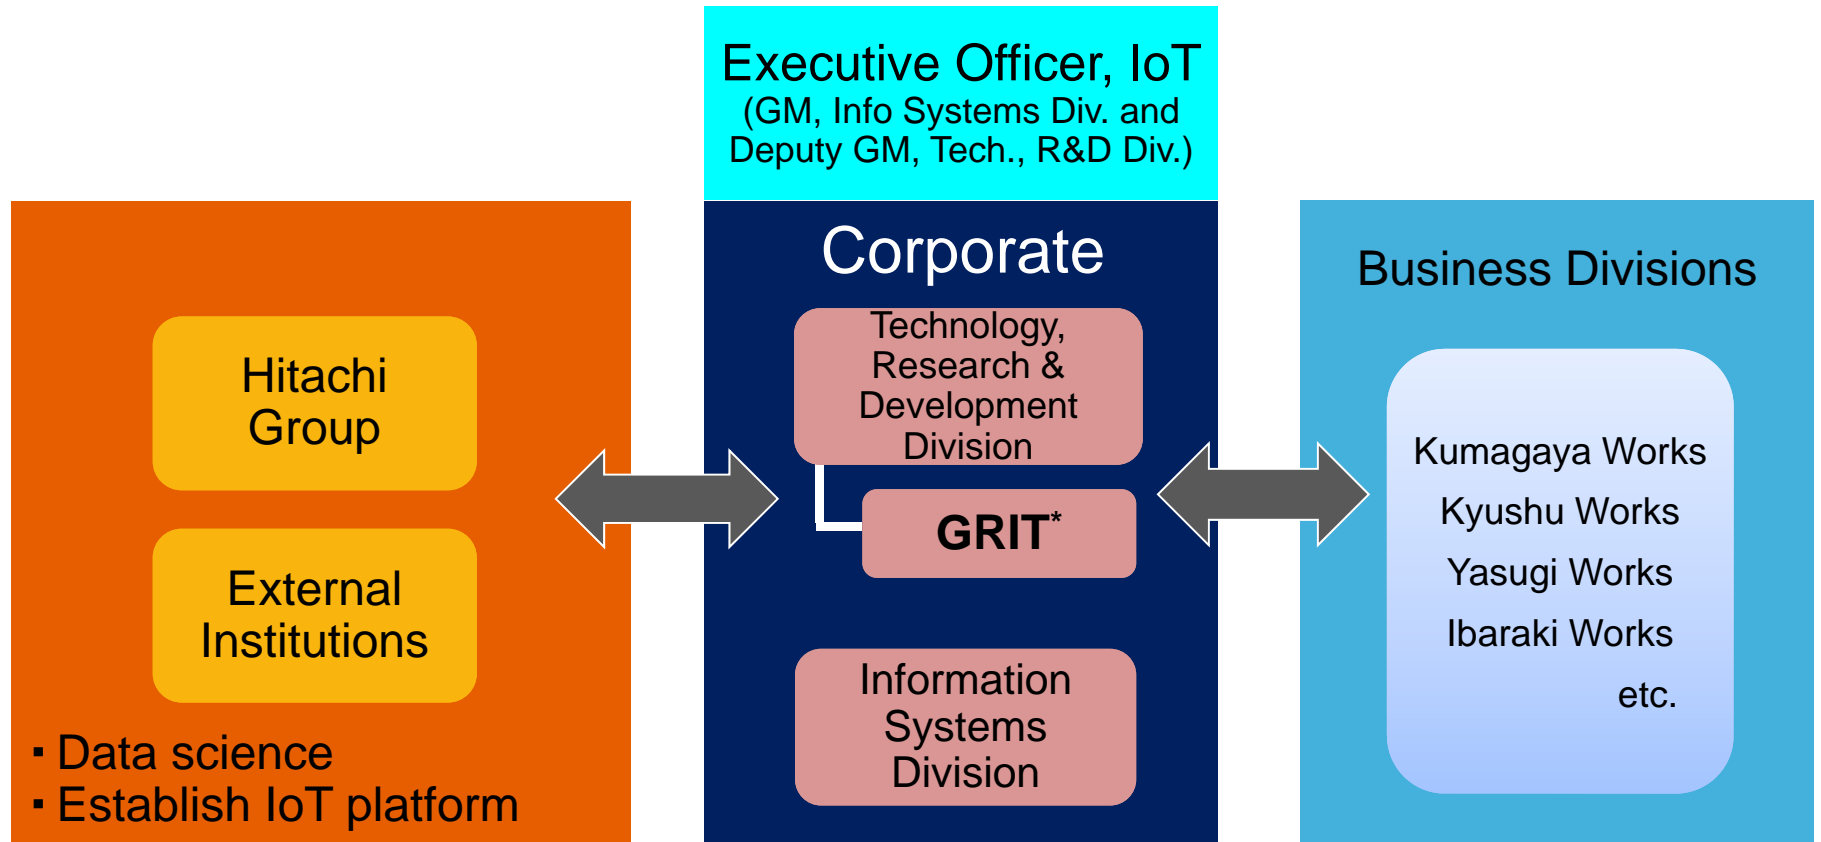 Executive Officer, IoT
(GM, Info Systems Div. and
Deputy GM, Tech., R&D Div.)
Hitachi
Group
External
Institutions
・Data science
・Establish IoT platform
Corporate
Technology,
Research &
Development
Division
GRIT*
Information
Systems
Division
Business Divisions
Kumagaya Works
Kyushu Works
Yasugi Works
Ibaraki Works
etc.